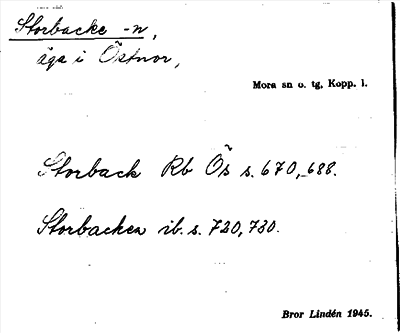 Storbacke -n,
äga i Östnor,
Mora sn o. tg, Kopp. l.
Storback Rb Ös s. 670, 688.
Storbacken ib. s. 720, 730.
Bror Lindén 1945.